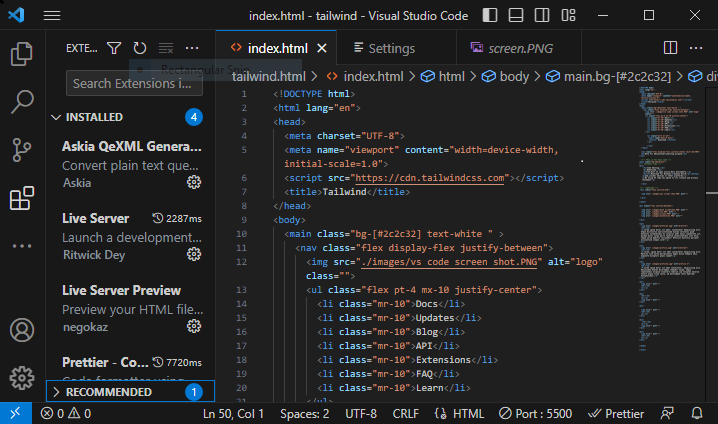 index.html - tailwind - Visual Studio Code
EXTE...
index.html
Settings
screen.PNG
Rectangular Snip
Search Extensions i...
tailwind.html > index.html > html > body > main.bg-[#2c2c32] > di
INSTALLED 4
Askia QeXML Genera...
Convert plain text que...
Askia
Live Server 2287ms
Launch a development...
Ritwick Dey
Live Server Preview
Preview your HTML file...
negokaz
Prettier - Co... 7720ms
Code formatter using
RECOMMENDED 1
1 <!DOCTYPE html>
2 <html lang="en">
3 <head>
4 <meta charset="UTF-8">
5 <meta name="viewport" content="width=device-width,
initial-scale=1.0">
6 <script src="https://cdn.tailwindcss.com"></script>
7 <title>Tailwind</title>
8 </head>
9 <body>
10 <main class="bg-[#2c2c32] text-white " >
11 <nav class="flex display-flex justify-between">
12 <img src="./images/vs code screen shot.PNG" alt="logo"
class="">
13 <ul class="flex pt-4 mx-10 justify-center">
14 <li class="mr-10">Docs</li>
15 <li class="mr-10">Updates</li>
16 <li class="mr-10">Blog</li>
17 <li class="mr-10">API</li>
18 <li class="mr-10">Extensions</li>
19 <li class="mr-10">FAQ</li>
20 <li class="mr-10">Learn</li>
21 </ul>
0 0 Ln 50, Col 1 Spaces: 2 UTF-8 CRLF {} HTML Port : 5500 Prettier